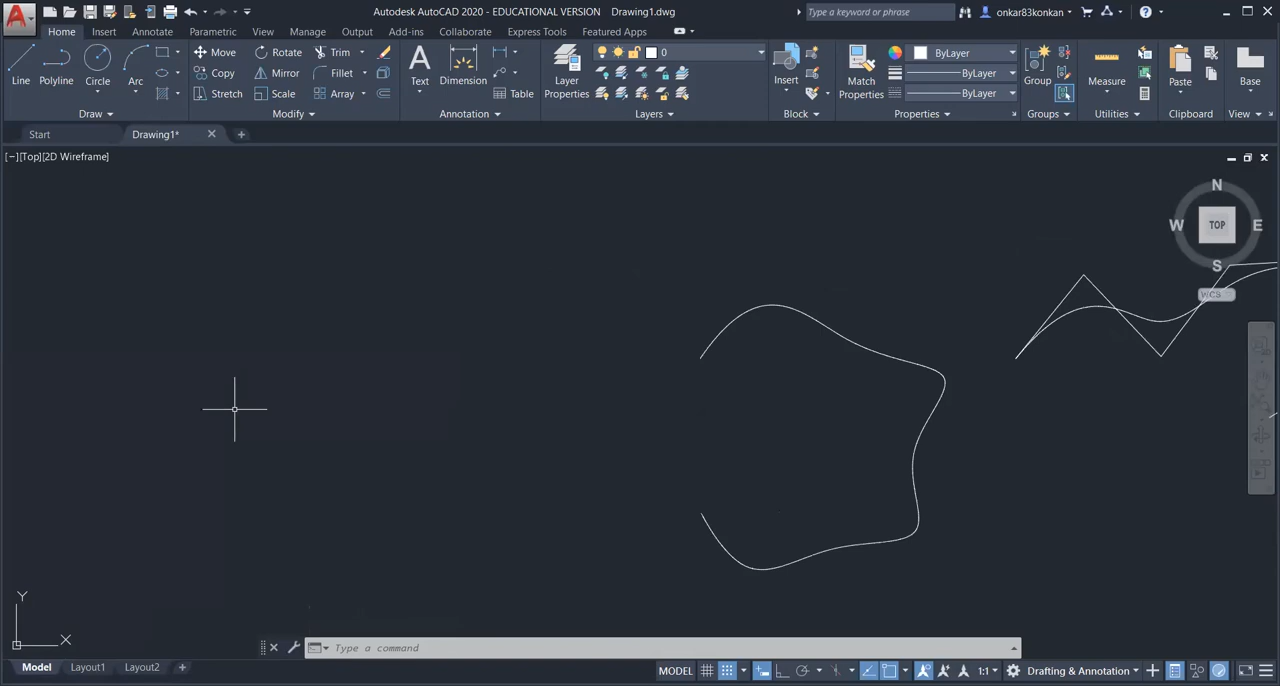 Autodesk AutoCAD 2020 - EDUCATIONAL VERSION Drawing1.dwg
Type a keyword or phrase
onkar83konkan
Home Insert Annotate Parametric View Manage Output Add-ins Collaborate Express Tools Featured Apps
Line Polyline Circle Arc
Move Rotate Trim
Copy Mirror Fillet
Stretch Scale Array
Text Dimension Table
Layer Properties
0
Insert
Match Properties
ByLayer
ByLayer
ByLayer
Group
Measure
Paste
Base
Draw Modify Annotation Layers Block Properties Groups Utilities Clipboard View
Start Drawing1*
[−][Top][2D Wireframe]
N
W TOP E
S
WCS
Y
X
Type a command
Model Layout1 Layout2
MODEL 1:1 Drafting & Annotation